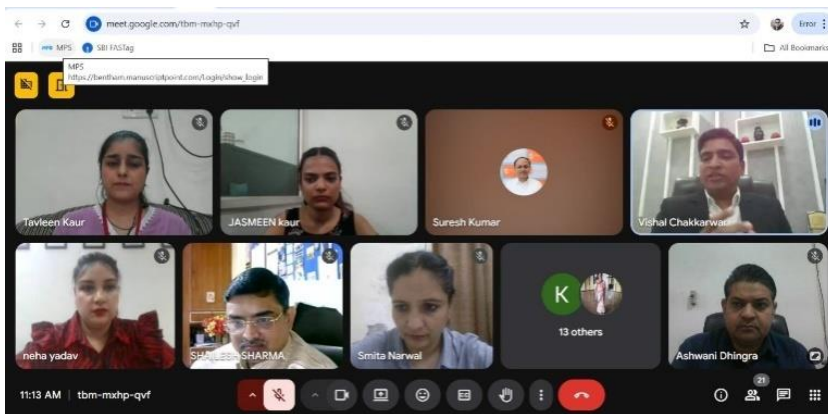 meet.google.com/tbm-mxhp-qvf
Error
MPS
SBI FASTag
All Bookmarks
MPS
https://bentham.manuscriptpoint.com/Login/show_login
Tavleen Kaur
JASMEEN kaur
Suresh Kumar
Vishal Chakkarwar
neha yadav
SHAILESH SHARMA
Smita Narwal
K
13 others
Ashwani Dhingra
11:13 AM | tbm-mxhp-qvf
21